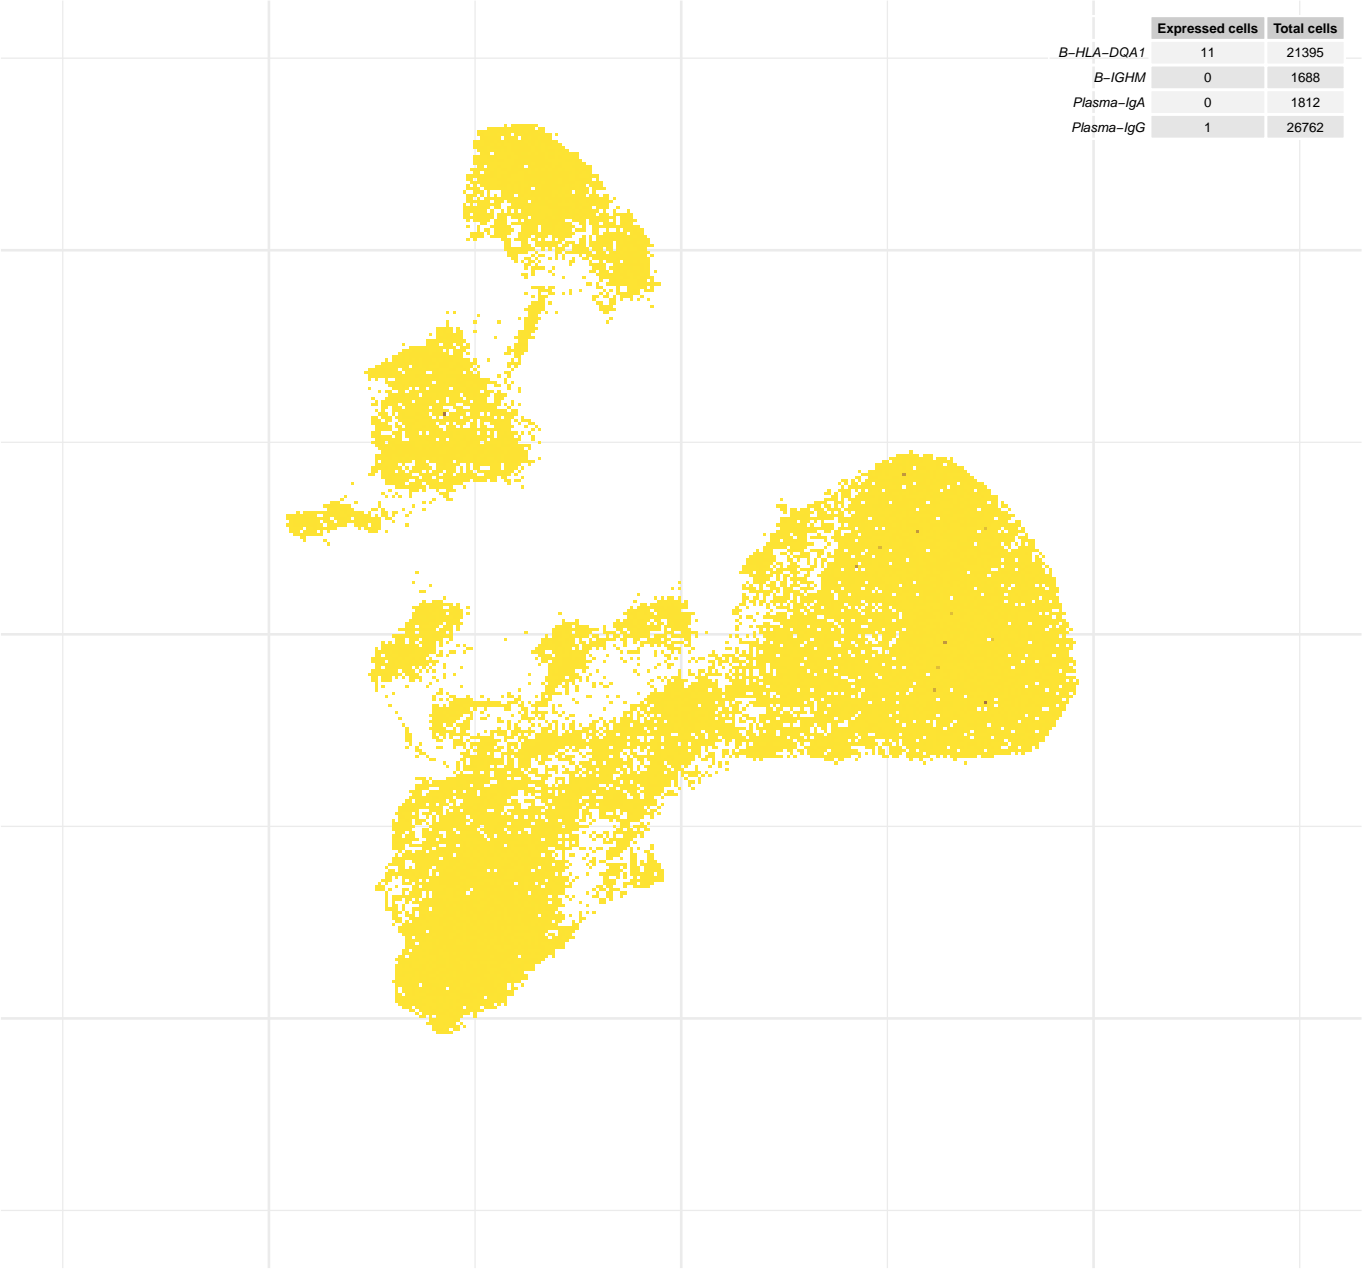 Expressed cells Total cells
B−HLA−DQA1 11 21395
B−IGHM 0 1688
Plasma−IgA 0 1812
Plasma−IgG 1 26762